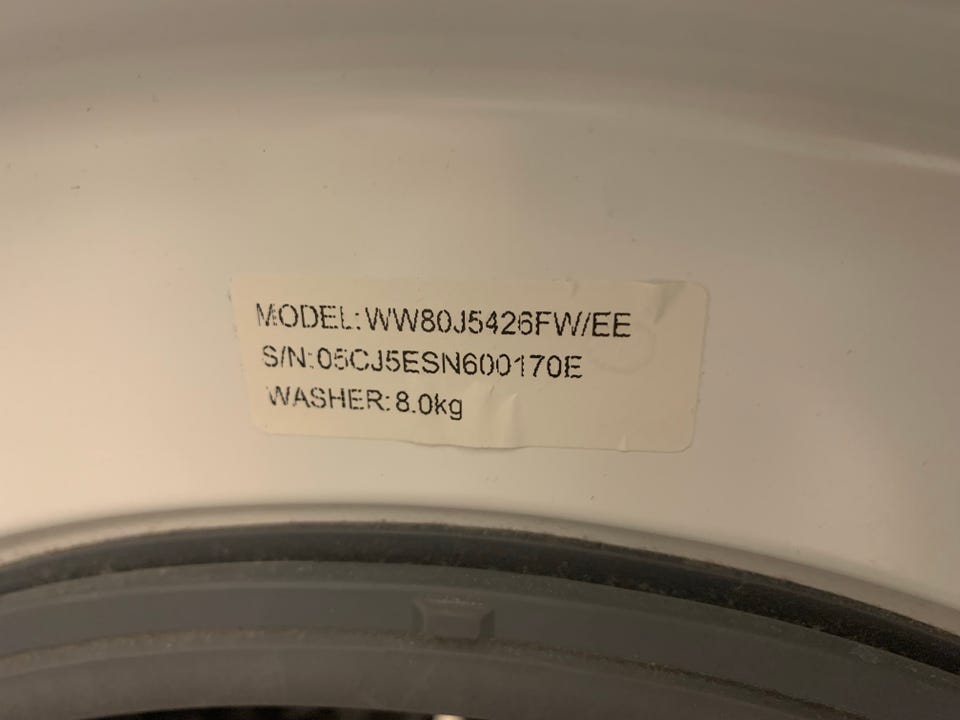 MODEL:WW80J5426FW/EE
S/N:05CJ5ESN600170E
WASHER:8.0kg